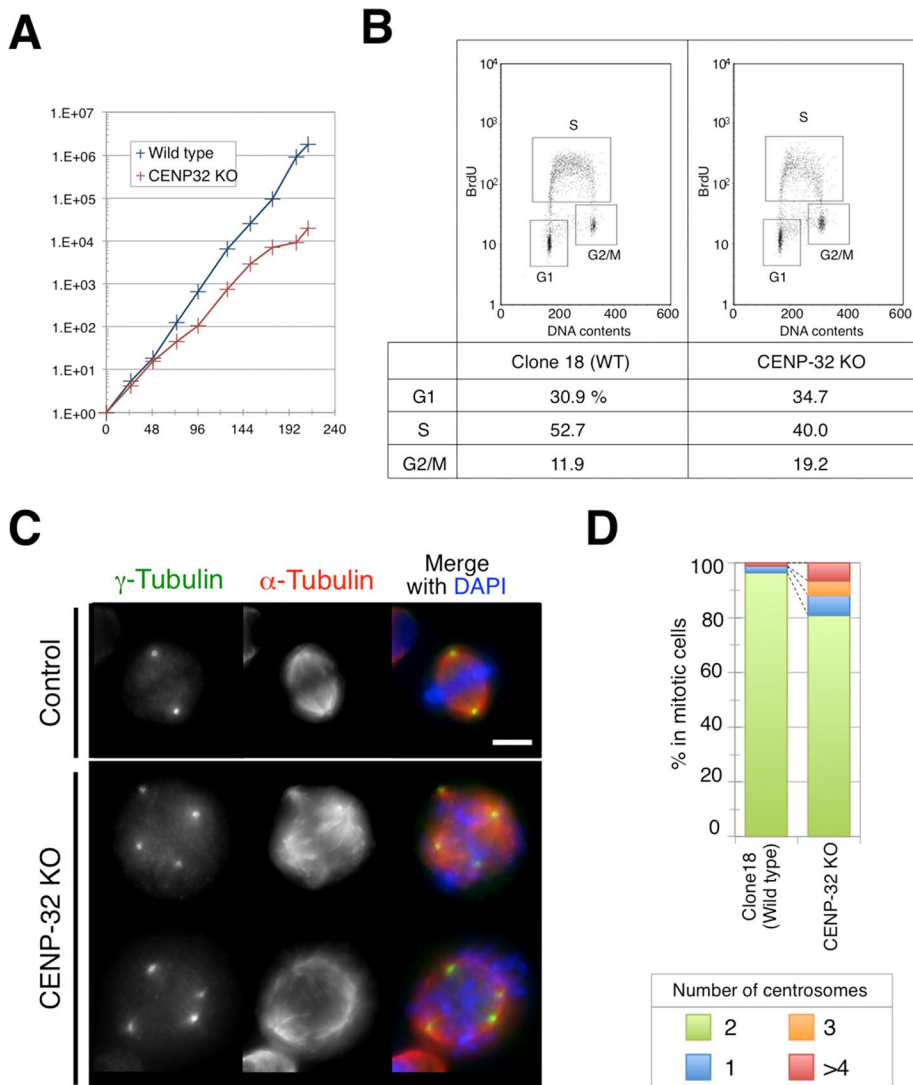 A
1.E+07
1.E+06
1.E+05
1.E+04
1.E+03
1.E+02
1.E+01
1.E+00
0 48 96 144 192 240
Wild type
CENP32 KO
B
10⁴
10³
10²
10
1
BrdU
S
G1
G2/M
0 200 400 600
DNA contents
10⁴
10³
10²
10
1
BrdU
S
G1
G2/M
0 200 400 600
DNA contents
Clone 18 (WT) CENP-32 KO
G1 30.9 % 34.7
S 52.7 40.0
G2/M 11.9 19.2
C
γ-Tubulin
α-Tubulin
Merge
with DAPI
Control
CENP-32 KO
D
100
80
60
40
20
0
% in mitotic cells
Clone18
(Wild type)
CENP-32 KO
Number of centrosomes
2 3
1 >4